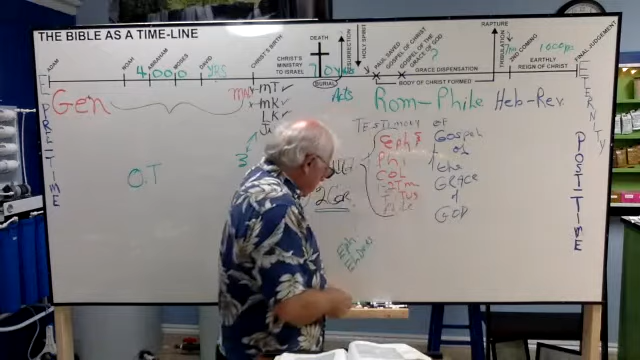 THE BIBLE AS A TIME-LINE
ADAM
NOAH
ABRAHAM
MOSES
DAVID
CHRIST'S BIRTH
CHRIST'S
MINISTRY
TO ISRAEL
DEATH
BURIAL
RESURRECTION
HOLY SPIRIT
PAUL SAVED
GOSPEL OF CHRIST
GOSPEL OF THE
GRACE OF GOD
GRACE DISPENSATION
BODY OF CHRIST FORMED
RAPTURE
TRIBULATION
2ND COMING
EARTHLY
REIGN OF CHRIST
FINAL JUDGEMENT
4,000 YRS
Gen
MT
MK
LK
Acts
Rom-Phile
Heb-Rev.
ETERNITY
PRE-TIME
POST-TIME
O.T
TESTIMONY OF
Eph
Phi
Col
Gospel
of
the
GRACE
of
GOD
2 Cor
Eph